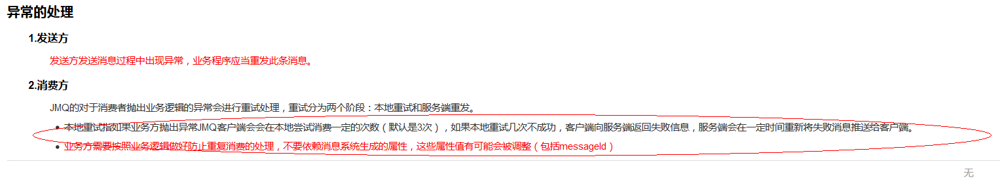 异常的处理
1.发送方
发送方发送消息过程中出现异常，业务程序应当重发此条消息。
2.消费方
JMQ的对于消费者抛出业务逻辑的异常会进行重试处理，重试分为两个阶段：本地重试和服务端重发。
• 本地重试指如果业务方抛出异常JMQ客户端会会在本地尝试消费一定的次数（默认是3次），如果本地重试几次不成功，客户端向服务端返回失败信息，服务端会在一定时间重新将失败消息推送给客户端。
• 业务方需要按照业务逻辑做好防止重复消费的处理，不要依赖消息系统生成的属性，这些属性值有可能会被调整（包括messageId）
无